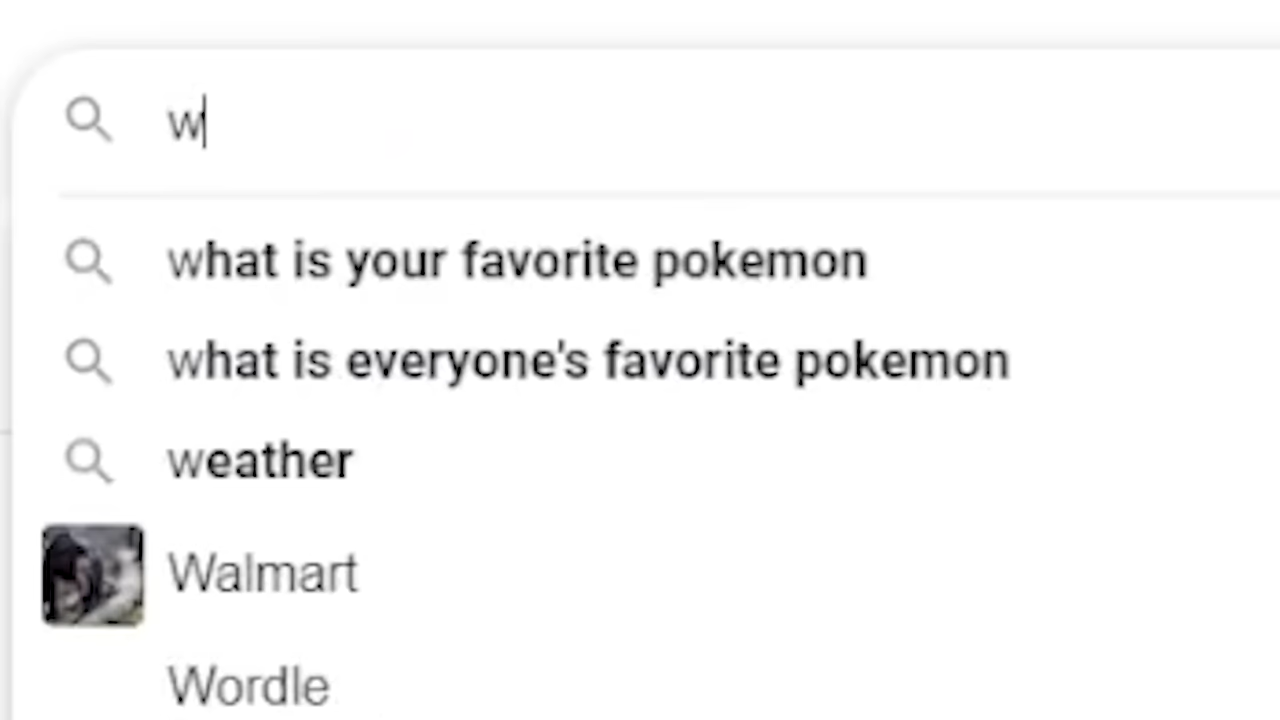 w
what is your favorite pokemon
what is everyone's favorite pokemon
weather
Walmart
Wordle